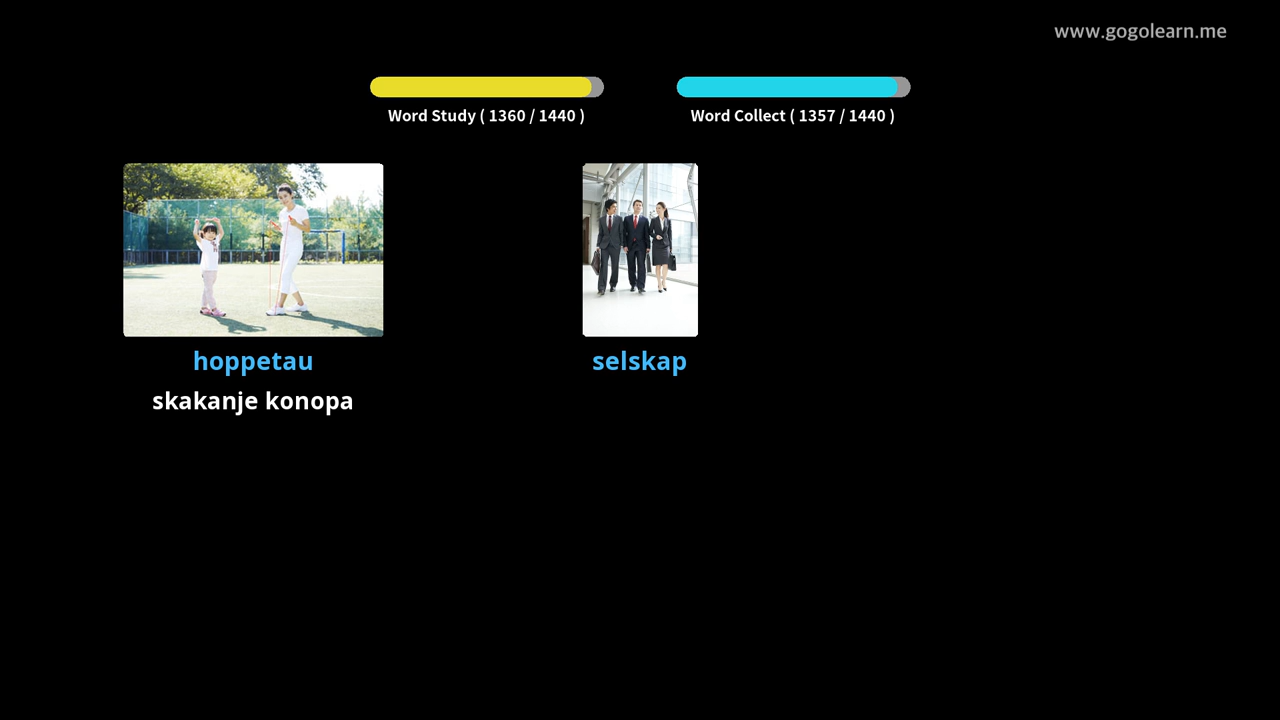 www.gogolearn.me
Word Study ( 1360 / 1440 )
Word Collect ( 1357 / 1440 )
hoppetau
selskap
skakanje konopa